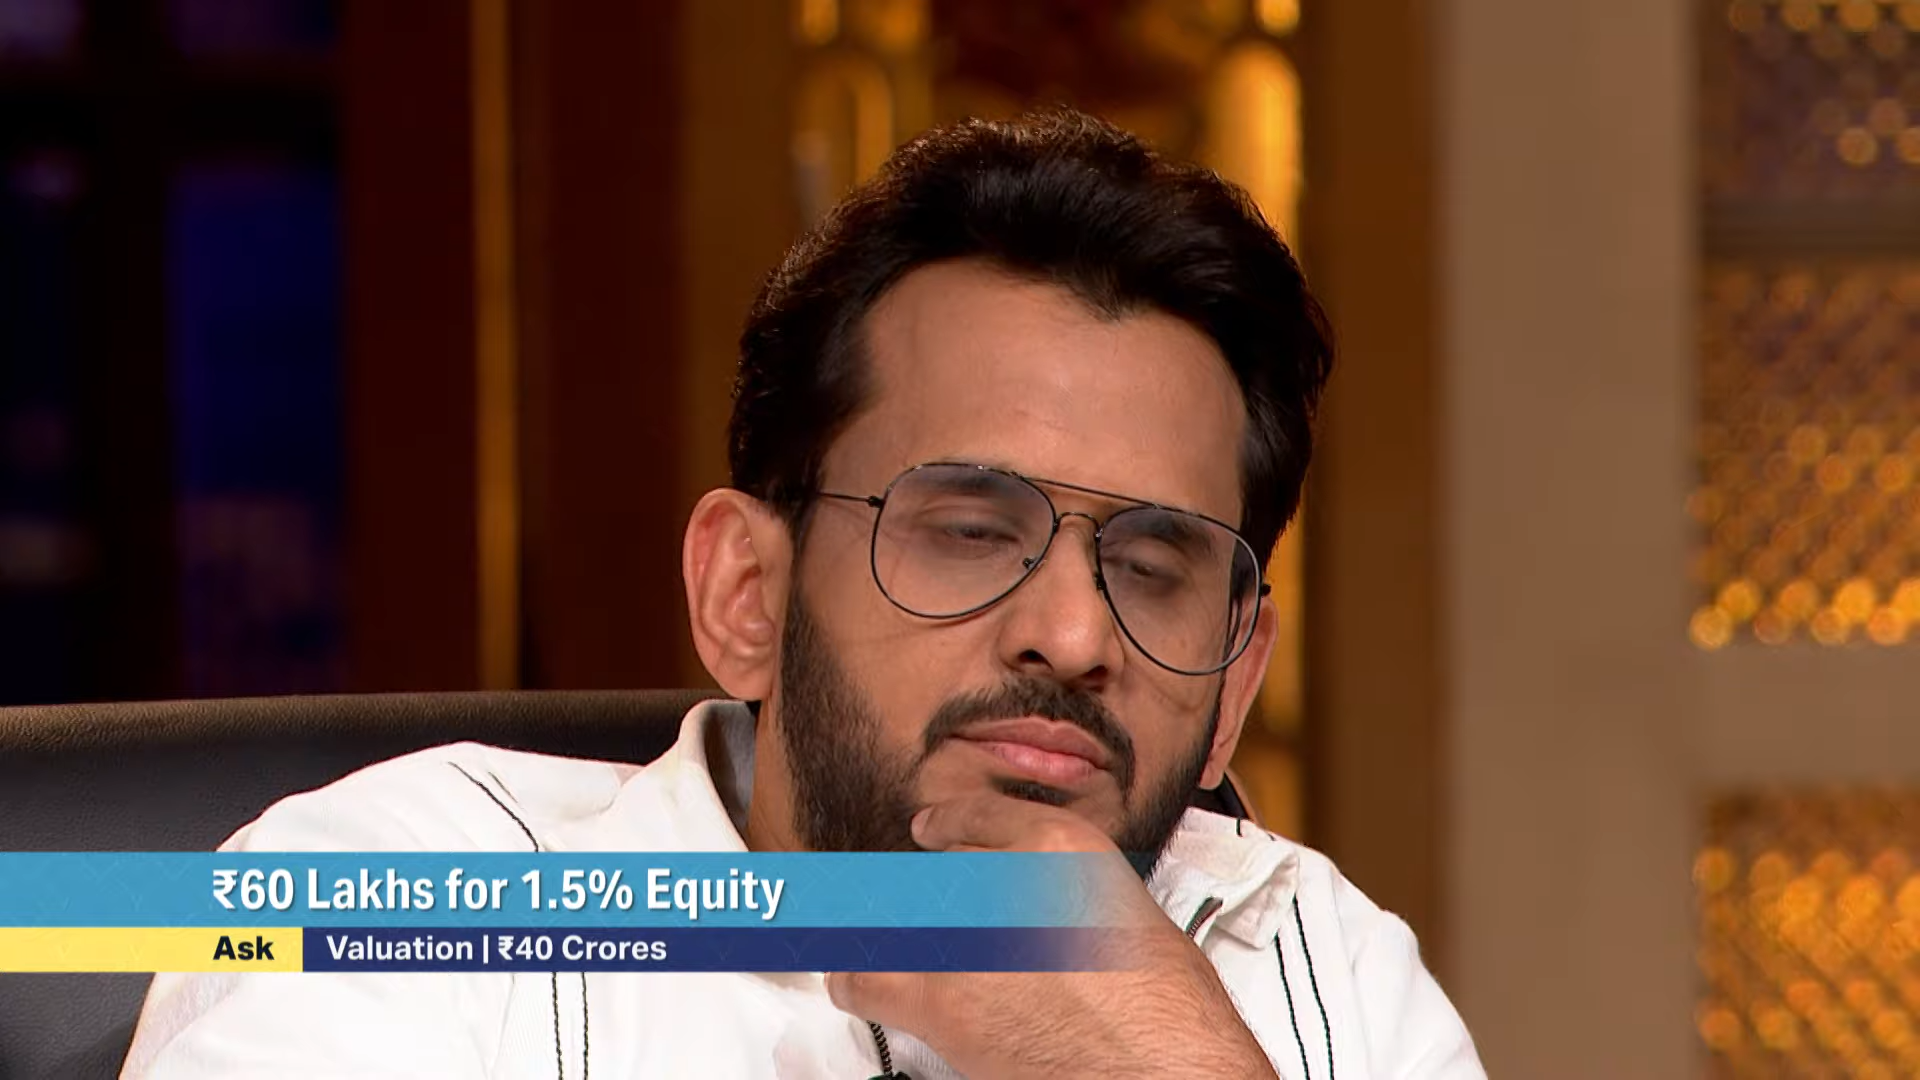 ₹60 Lakhs for 1.5% Equity
Ask Valuation | ₹40 Crores